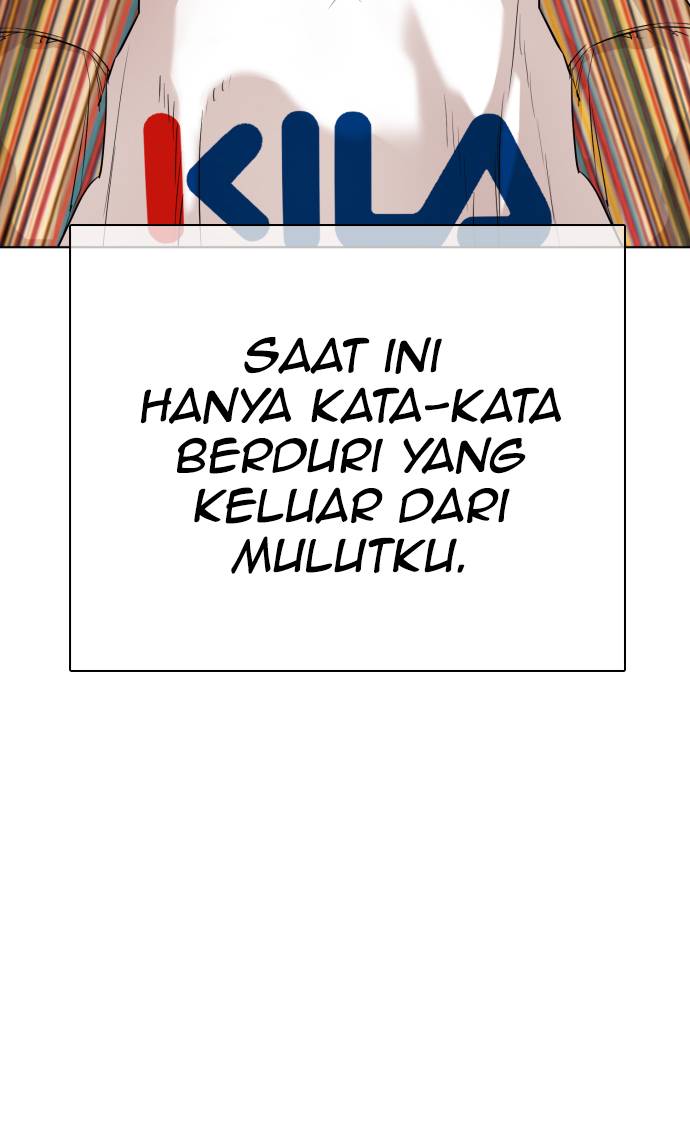 KILA
SAAT INI
HANYA KATA-KATA
BERDURI YANG
KELUAR DARI
MULUTKU.